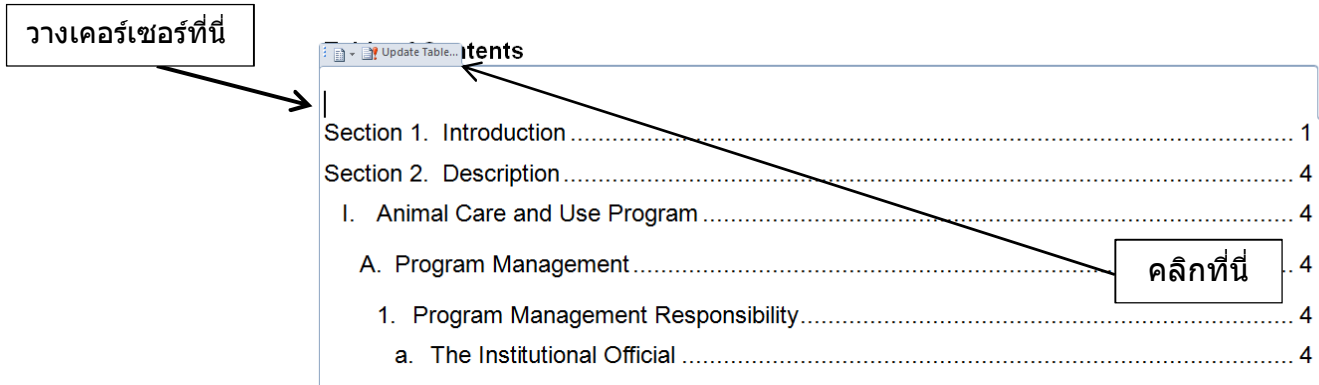 วางเคอร์เซอร์ที่นี่
Update Table... tents
Section 1. Introduction ........................................ 1
Section 2. Description ........................................ 4
I. Animal Care and Use Program ........................................ 4
A. Program Management ........................................ 4
คลิกที่นี่
1. Program Management Responsibility ........................................ 4
a. The Institutional Official ........................................ 4